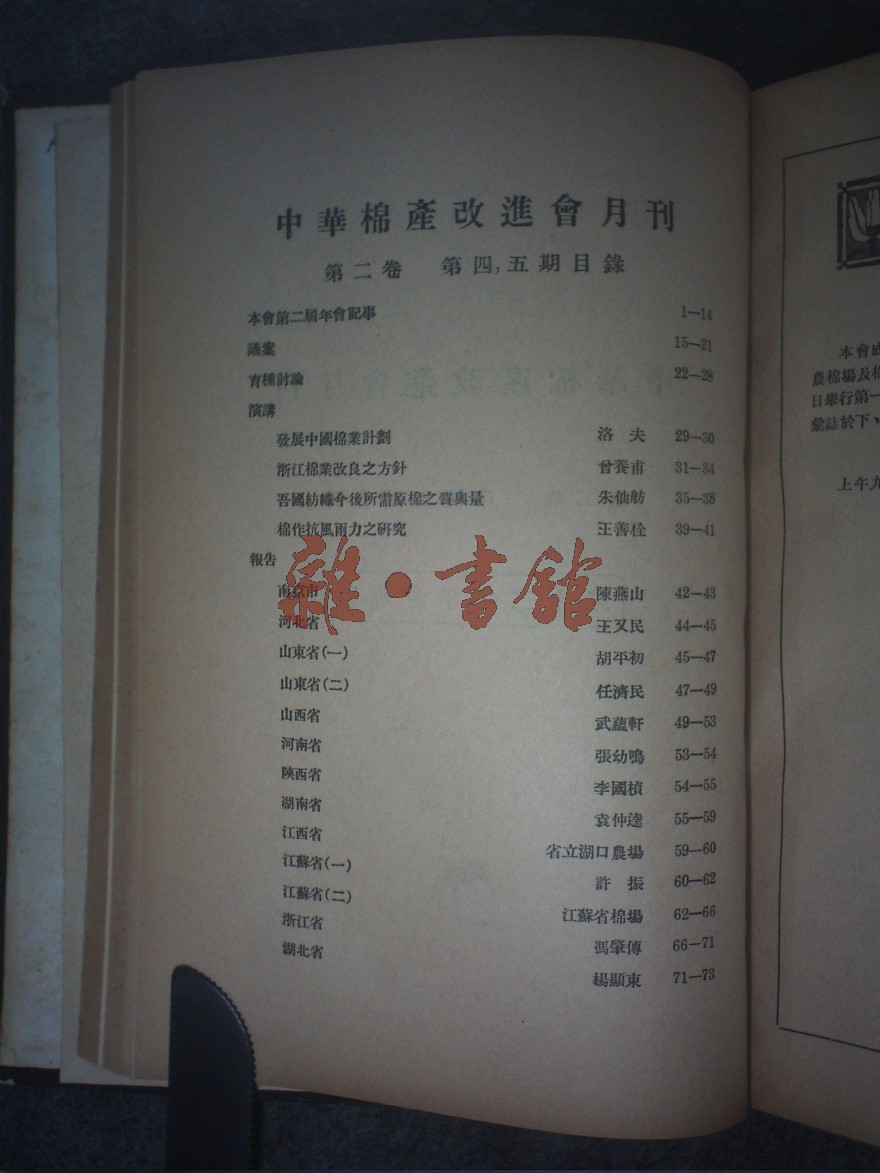 中華棉產改進會月刊
第二卷 第四,五期目錄
本會第二屆年會記事 1—14
議案 15—21
育種討論 22—28
演講
發展中國棉業計劃 洛夫 29—30
浙江棉業改良之方針 曾養甫 31—34
吾國紡織今後所需原棉之質與量 朱仙舫 35—38
棉作抗風雨力之研究 王善栓 39—41
報告
南京市 陳燕山 42—43
河北省 王又民 44—45
山東省(一) 胡平初 45—47
山東省(二) 任濟民 47—49
山西省 武蘊軒 49—53
河南省 張幼鳴 53—54
陝西省 李國楨 54—55
湖南省 袁仲逵 55—59
江西省 省立湖口農場 59—60
江蘇省(一) 許振 60—62
江蘇省(二) 江蘇省棉場 62—66
浙江省 馮肇傳 66—71
湖北省 楊顯東 71—73
雜·書館
本會成
農棉場及棉
日舉行第一
彙誌於下、
上午九